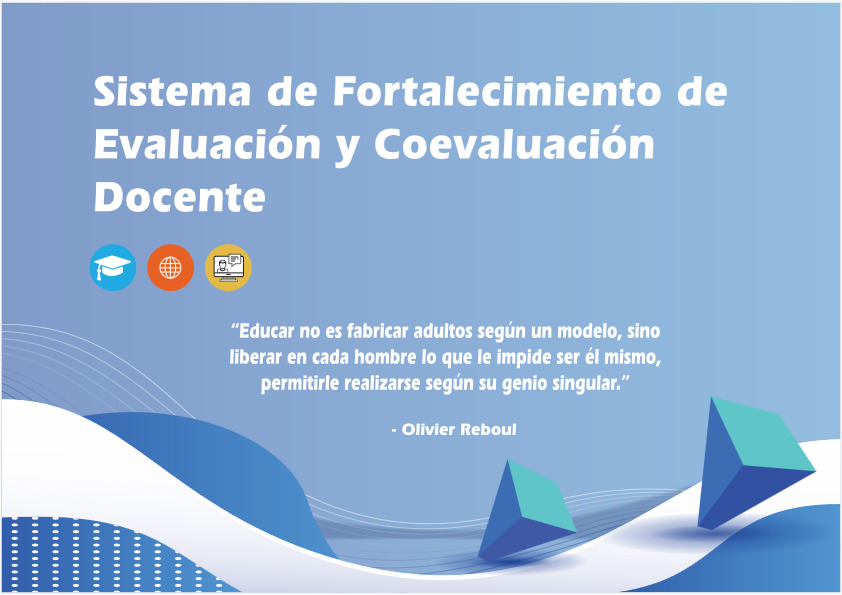 Sistema de Fortalecimiento de
Evaluación y Coevaluación
Docente
“Educar no es fabricar adultos según un modelo, sino
liberar en cada hombre lo que le impide ser él mismo,
permitirle realizarse según su genio singular.”
- Olivier Reboul